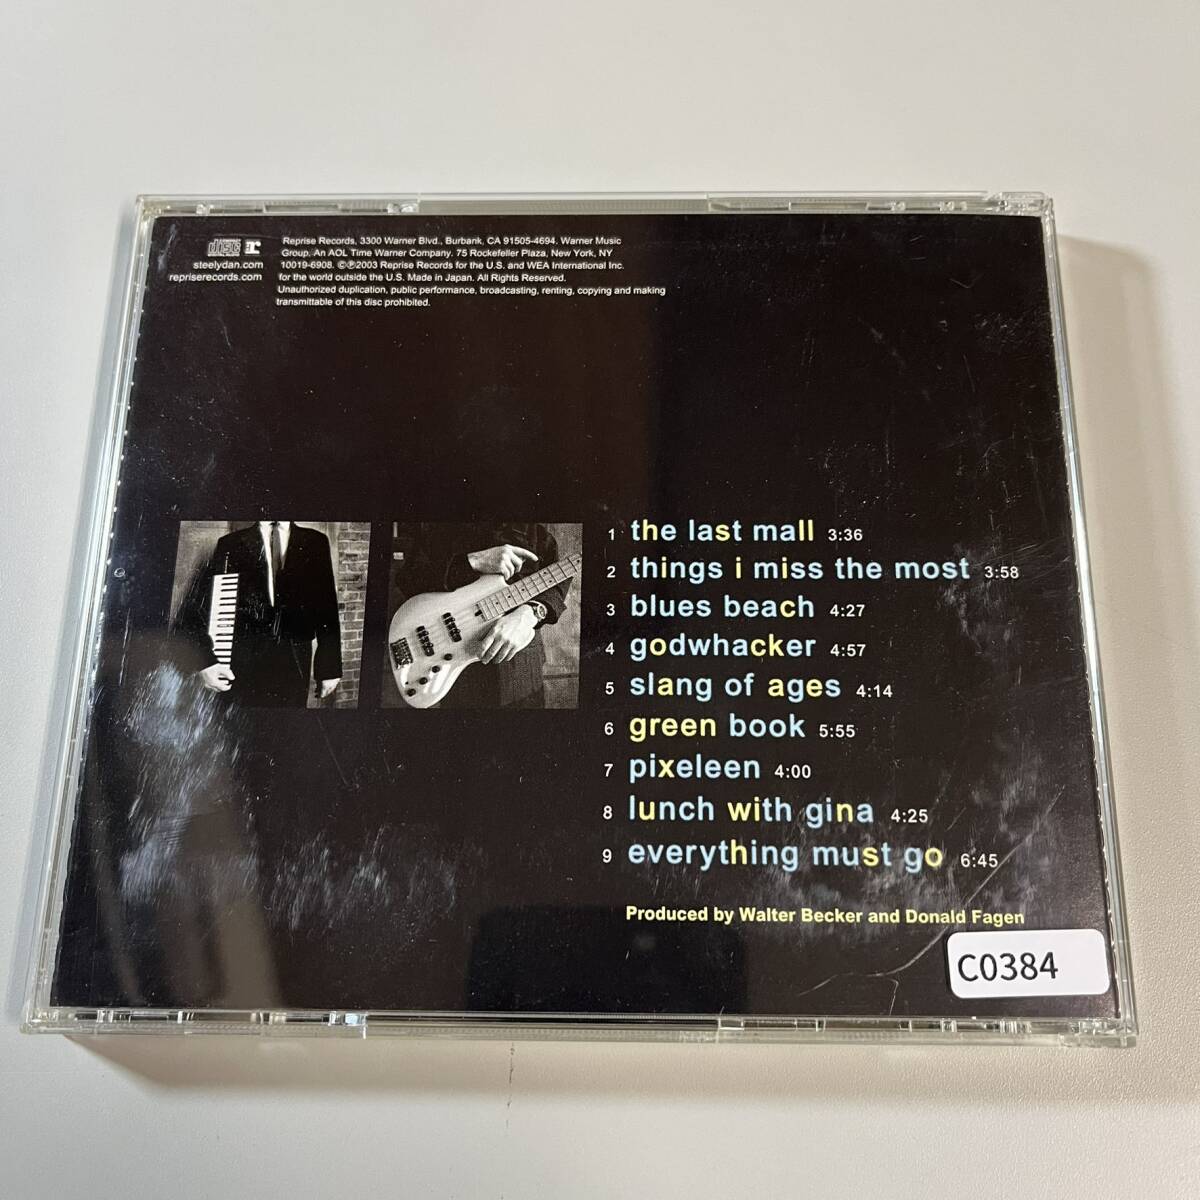 disc
steelydan.com
repriserecords.com
Reprise Records, 3300 Warner Blvd., Burbank, CA 91505-4694. Warner Music
Group, An AOL Time Warner Company. 75 Rockefeller Plaza, New York, NY
10019-6908. ©℗2003 Reprise Records for the U.S. and WEA International Inc.
for the world outside the U.S. Made in Japan. All Rights Reserved.
Unauthorized duplication, public performance, broadcasting, renting, copying and making
transmittable of this disc prohibited.
1 the last mall 3:36
2 things i miss the most 3:58
3 blues beach 4:27
4 godwhacker 4:57
5 slang of ages 4:14
6 green book 5:55
7 pixeleen 4:00
8 lunch with gina 4:25
9 everything must go 6:45
Produced by Walter Becker and Donald Fagen
C0384